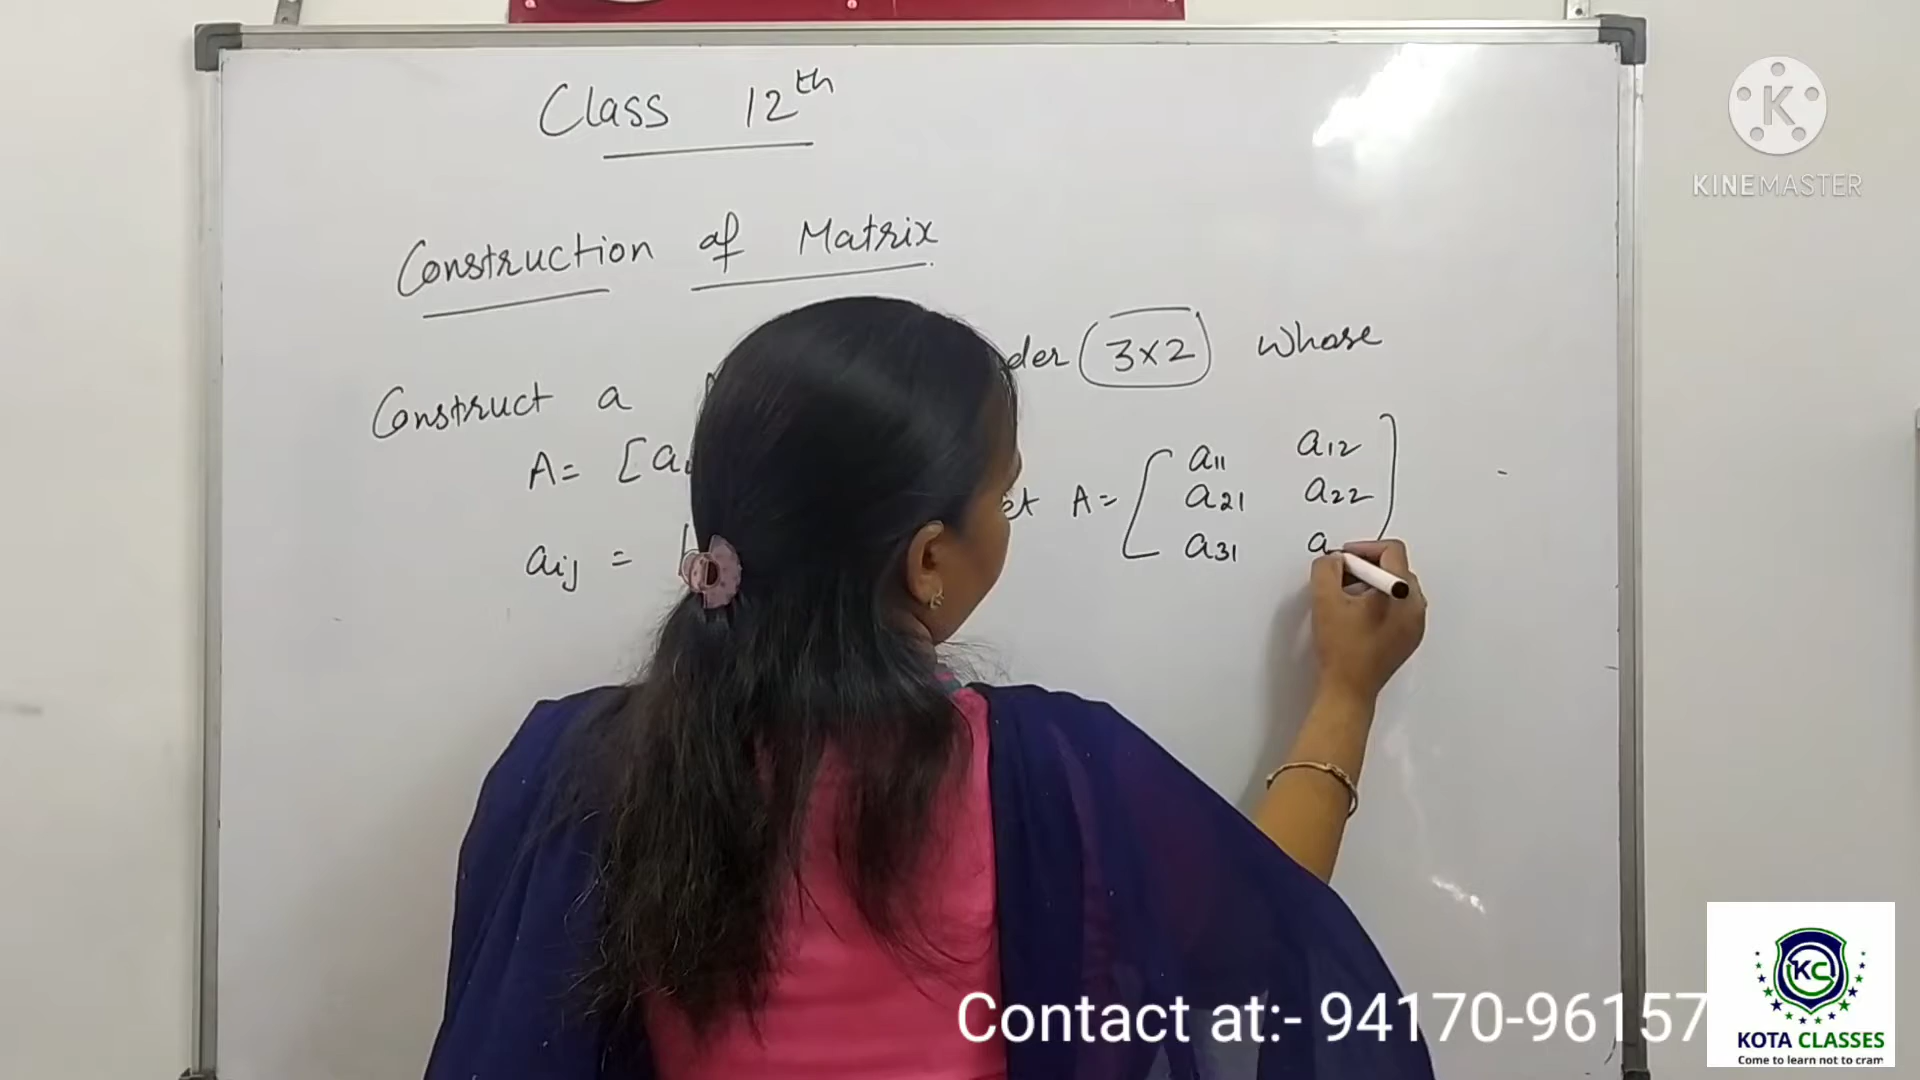 Class 12th
Construction of Matrix
Construct a
der 3×2 whose
A = [a
et A =
a11 a12
a21 a22
a31 a
aij =
K
KINEMASTER
Contact at:- 94170-96157
KC
KOTA CLASSES
Come to learn not to cram